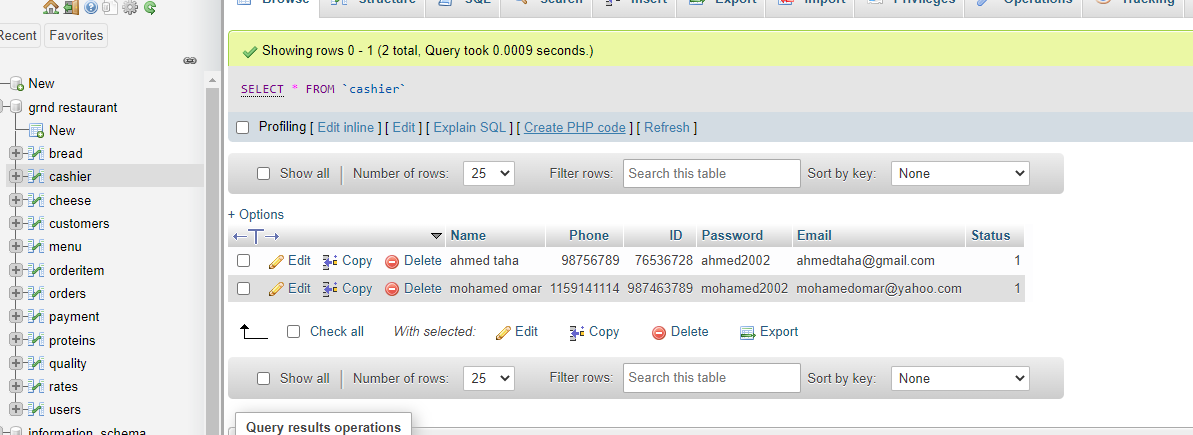 Browse Structure SQL Search Insert Export Import Privileges Operations Tracking
Recent Favorites
Showing rows 0 - 1 (2 total, Query took 0.0009 seconds.)
SELECT * FROM `cashier`
Profiling [ Edit inline ] [ Edit ] [ Explain SQL ] [ Create PHP code ] [ Refresh ]
New
grnd restaurant
New
bread
cashier
cheese
customers
menu
orderitem
orders
payment
proteins
quality
rates
users
information_schema
Show all Number of rows: 25 Filter rows: Search this table Sort by key: None
+ Options
Name Phone ID Password Email Status
Edit Copy Delete ahmed taha 98756789 76536728 ahmed2002 ahmedtaha@gmail.com 1
Edit Copy Delete mohamed omar 1159141114 987463789 mohamed2002 mohamedomar@yahoo.com 1
Check all With selected: Edit Copy Delete Export
Show all Number of rows: 25 Filter rows: Search this table Sort by key: None
Query results operations